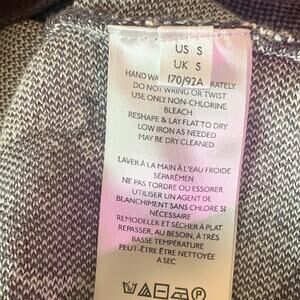 US S
UK S
170/92A
HAND WA RATELY
DO NOT WRING OR TWIST
USE ONLY NON-CHLORINE
BLEACH
RESHAPE & LAY FLAT TO DRY
LOW IRON AS NEEDED
MAY BE DRY CLEANED
LAVER À LA MAIN À L'EAU FROIDE
SÉPARÉMEN
NE PAS TORDRE OU ESSORER
UTILISER UN AGENT DE
BLANCHIMENT SANS CHLORE SI
NÉCESSAIRE
REMODELER ET SÉCHER À PLAT
REPASSER, AU BESOIN, À TRÈS
BASSE TEMPÉRATURE
PEUT-ÊTRE ÊTRE NETTOYÉE
A SEC